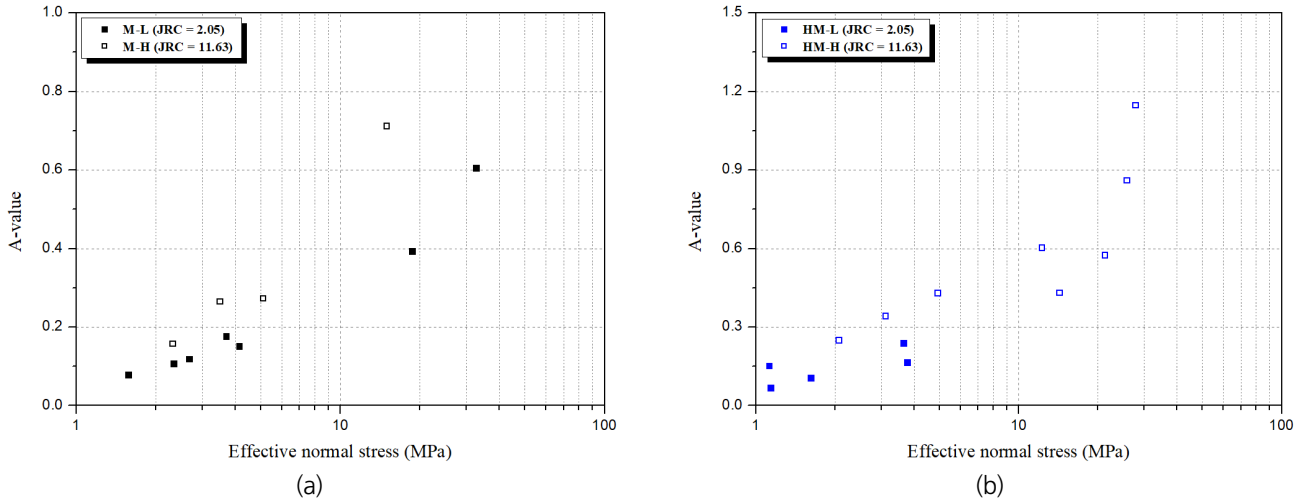 1.0
0.8
0.6
0.4
0.2
0.0
A-value
M-L (JRC = 2.05)
M-H (JRC = 11.63)
1
10
100
Effective normal stress (MPa)
(a)
1.5
1.2
0.9
0.6
0.3
0.0
A-value
HM-L (JRC = 2.05)
HM-H (JRC = 11.63)
1
10
100
Effective normal stress (MPa)
(b)